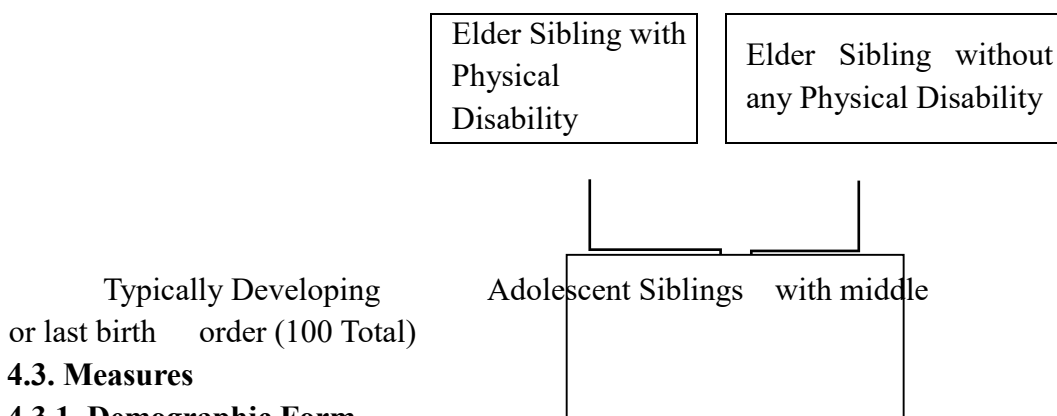 Elder Sibling with
Physical
Disability
Elder Sibling without
any Physical Disability
Typically Developing Adolescent Siblings with middle
or last birth order (100 Total)
4.3. Measures
4.3.1. Demographic Form